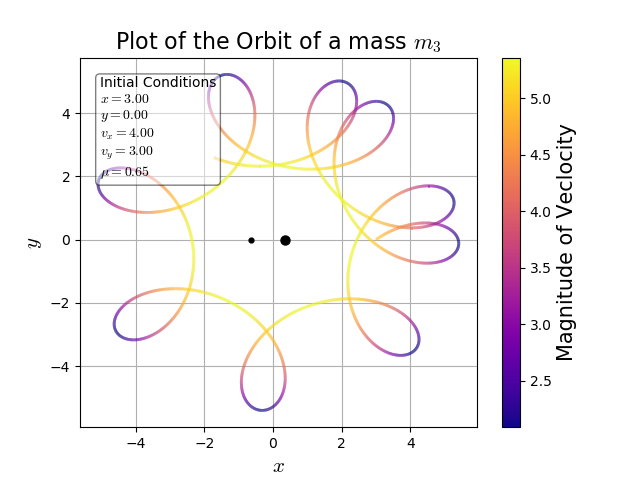 Plot of the Orbit of a mass m₃
Initial Conditions
x = 3.00
y = 0.00
vₓ = 4.00
v_y = 3.00
μ = 0.65
4
2
0
−2
−4
y
−4
−2
0
2
4
x
5.0
4.5
4.0
3.5
3.0
2.5
Magnitude of Veclocity